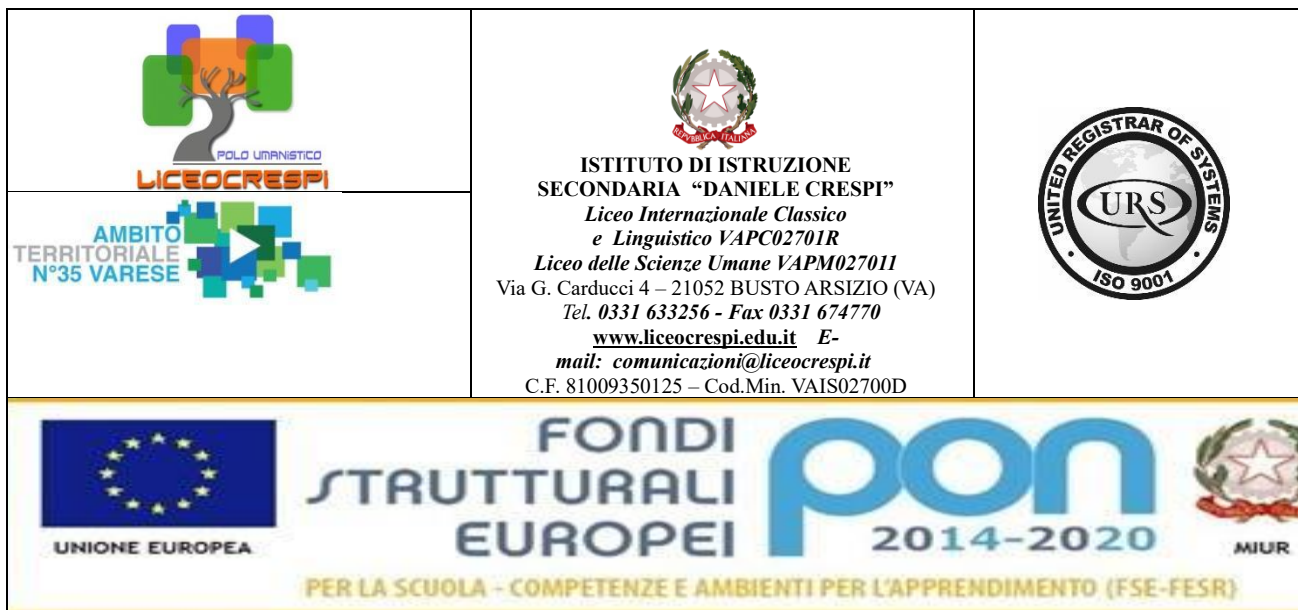 POLO UMANISTICO
LICEOCRESPI
AMBITO
TERRITORIALE
N°35 VARESE
REPVBBLICA ITALIANA
ISTITUTO DI ISTRUZIONE
SECONDARIA “DANIELE CRESPI”
Liceo Internazionale Classico
e Linguistico VAPC02701R
Liceo delle Scienze Umane VAPM027011
Via G. Carducci 4 – 21052 BUSTO ARSIZIO (VA)
Tel. 0331 633256 - Fax 0331 674770
www.liceocrespi.edu.it E-
mail: comunicazioni@liceocrespi.it
C.F. 81009350125 – Cod.Min. VAIS02700D
UNITED REGISTRAR OF SYSTEMS
URS
ISO 9001
UNIONE EUROPEA
FONDI
STRUTTURALI
EUROPEI
pon
2014-2020
MIUR
PER LA SCUOLA - COMPETENZE E AMBIENTI PER L'APPRENDIMENTO (FSE-FESR)